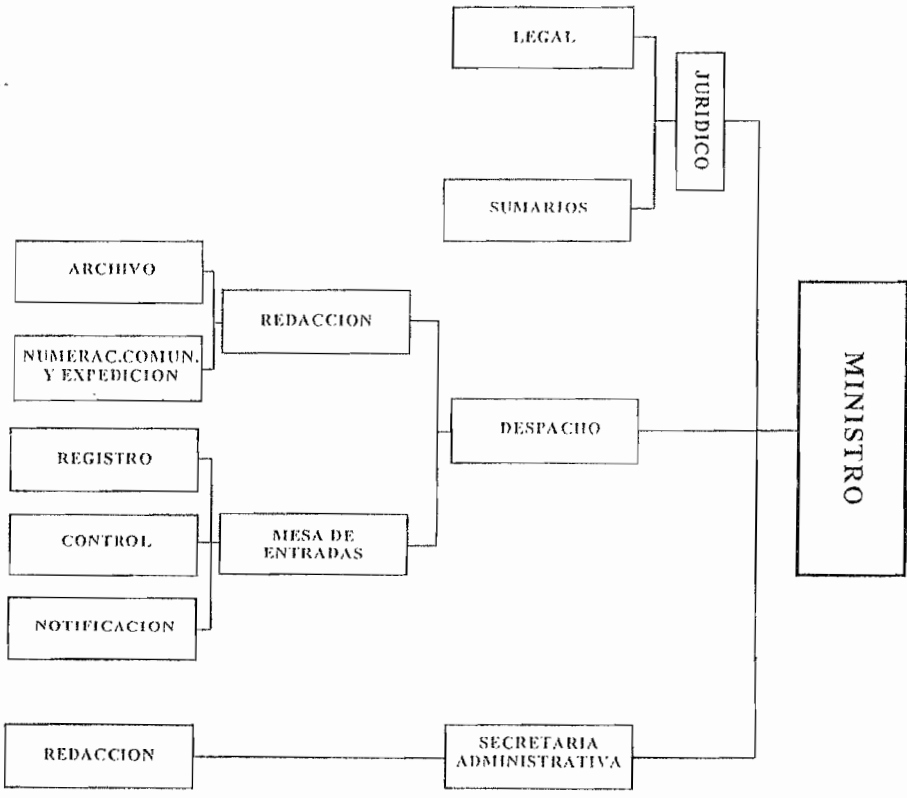 LEGAL
JURIDICO
SUMARIOS
MINISTRO
ARCHIVO
REDACCION
NUMERAC.COMUN.
Y EXPEDICION
DESPACHO
REGISTRO
CONTROL
MESA DE
ENTRADAS
NOTIFICACION
REDACCION
SECRETARIA
ADMINISTRATIVA